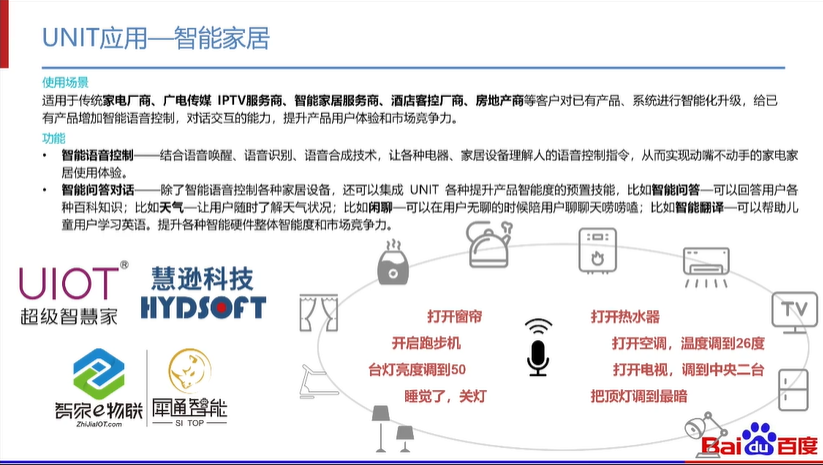 UNIT应用—智能家居
使用场景
适用于传统家电厂商、广电传媒 IPTV服务商、智能家居服务商、酒店客控厂商、房地产商等客户对已有产品、系统进行智能化升级，给已
有产品增加智能语音控制，对话交互的能力，提升产品用户体验和市场竞争力。
功能
• 智能语音控制——结合语音唤醒、语音识别、语音合成技术，让各种电器、家居设备理解人的语音控制指令，从而实现动嘴不动手的家电家
居使用体验。
• 智能问答对话——除了智能语音控制各种家居设备，还可以集成 UNIT 各种提升产品智能度的预置技能，比如智能问答—可以回答用户各
种百科知识；比如天气—让用户随时了解天气状况；比如闲聊—可以在用户无聊的时候陪用户聊聊天唠唠嗑；比如智能翻译—可以帮助儿
童用户学习英语。提升各种智能硬件整体智能度和市场竞争力。
UIOT®
超级智慧家
慧逊科技
HYDSOFT
智家e物联
ZhiJiaIOT.com
犀通智能
SI TOP
打开窗帘
开启跑步机
台灯亮度调到50
睡觉了，关灯
打开热水器
打开空调，温度调到26度
打开电视，调到中央二台
把顶灯调到最暗
TV
Bai du 百度